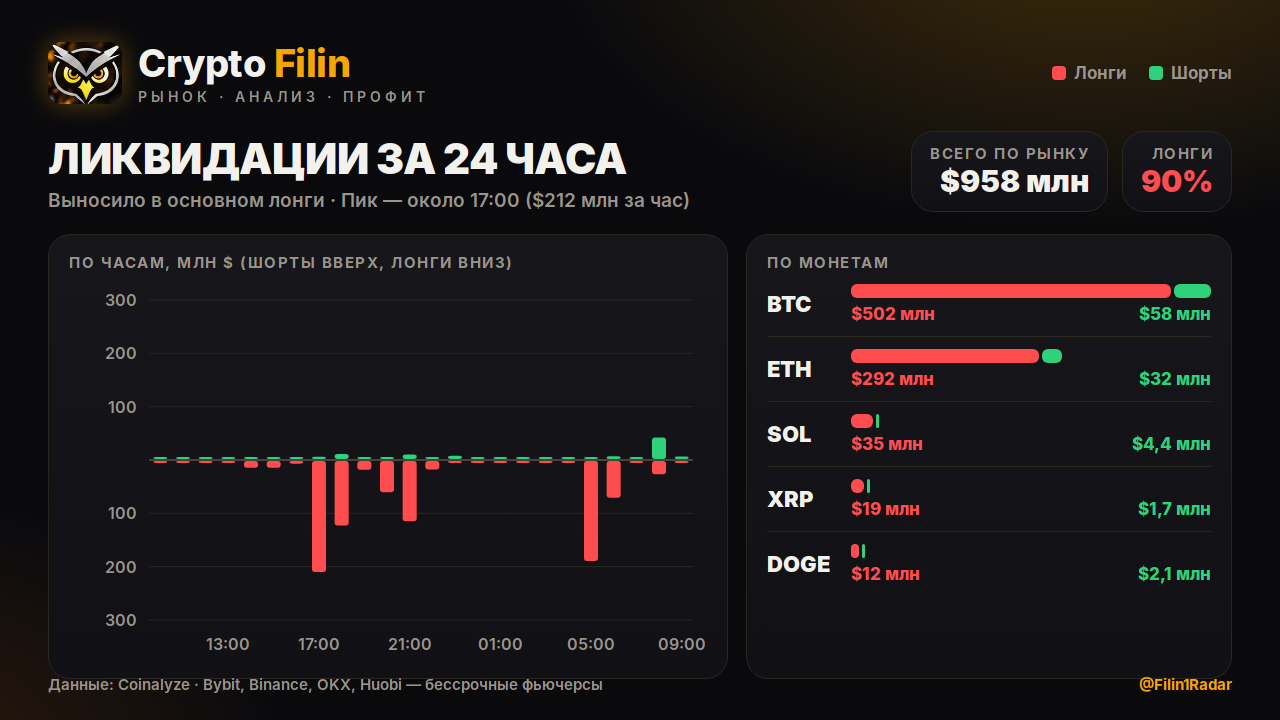 Crypto Filin
РЫНОК · АНАЛИЗ · ПРОФИТ
Лонги
Шорты
ЛИКВИДАЦИИ ЗА 24 ЧАСА
Выносило в основном лонги · Пик — около 17:00 ($212 млн за час)
ВСЕГО ПО РЫНКУ
$958 млн
ЛОНГИ
90%
ПО ЧАСАМ, МЛН $ (ШОРТЫ ВВЕРХ, ЛОНГИ ВНИЗ)
300
200
100
100
200
300
13:00 17:00 21:00 01:00 05:00 09:00
ПО МОНЕТАМ
BTC
$502 млн $58 млн
ETH
$292 млн $32 млн
SOL
$35 млн $4,4 млн
XRP
$19 млн $1,7 млн
DOGE
$12 млн $2,1 млн
Данные: Coinalyze · Bybit, Binance, OKX, Huobi — бессрочные фьючерсы
@Filin1Radar